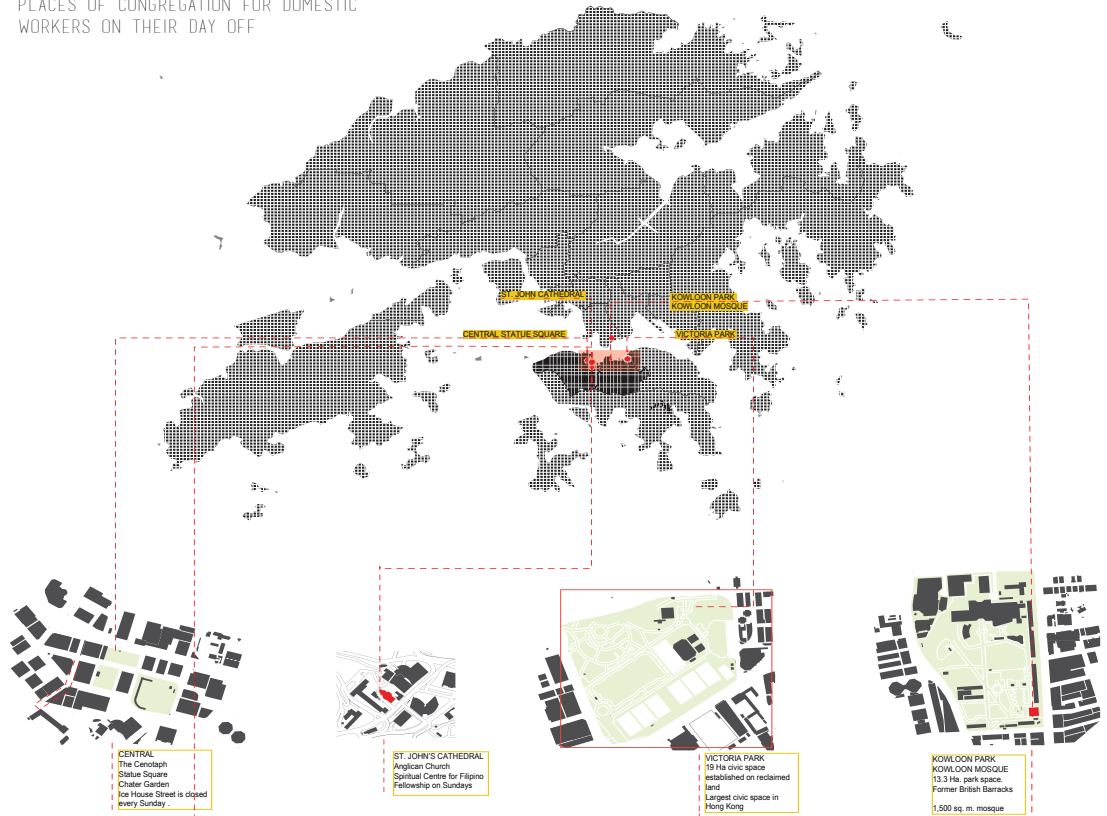 PLACES OF CONGREGATION FOR DOMESTIC
WORKERS ON THEIR DAY OFF
ST. JOHN CATHEDRAL
KOWLOON PARK
KOWLOON MOSQUE
CENTRAL STATUE SQUARE
VICTORIA PARK
CENTRAL
The Cenotaph
Statue Square
Chater Garden
Ice House Street is closed
every Sunday .
ST. JOHN'S CATHEDRAL
Anglican Church
Spiritual Centre for Filipino
Fellowship on Sundays
VICTORIA PARK
19 Ha civic space
established on reclaimed
land
Largest civic space in
Hong Kong
KOWLOON PARK
KOWLOON MOSQUE
13.3 Ha. park space.
Former British Barracks
1,500 sq. m. mosque